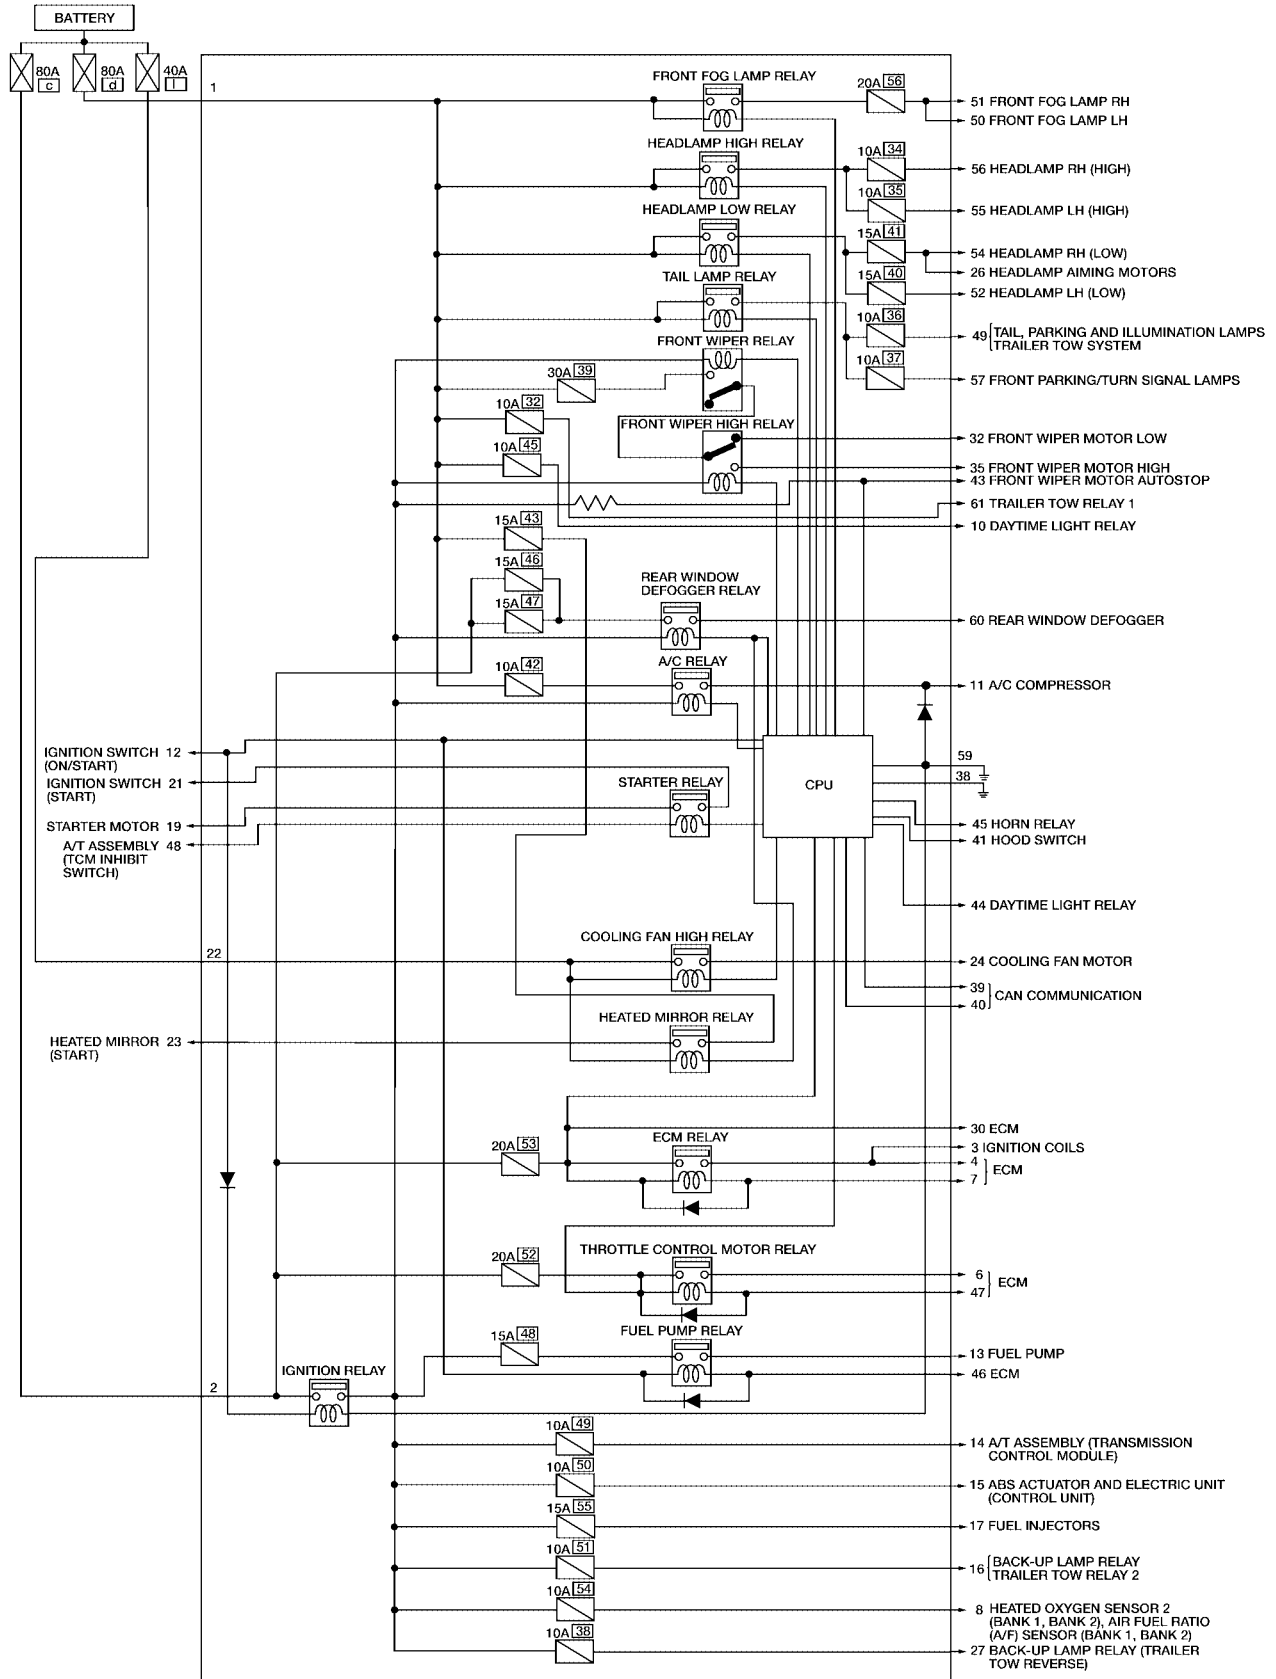 BATTERY
80A c
80A d
40A l
1
FRONT FOG LAMP RELAY
20A 56
51 FRONT FOG LAMP RH
50 FRONT FOG LAMP LH
HEADLAMP HIGH RELAY
10A 34
56 HEADLAMP RH (HIGH)
10A 35
55 HEADLAMP LH (HIGH)
HEADLAMP LOW RELAY
15A 41
54 HEADLAMP RH (LOW)
26 HEADLAMP AIMING MOTORS
15A 40
52 HEADLAMP LH (LOW)
TAIL LAMP RELAY
10A 36
49 TAIL, PARKING AND ILLUMINATION LAMPS
TRAILER TOW SYSTEM
FRONT WIPER RELAY
10A 37
57 FRONT PARKING/TURN SIGNAL LAMPS
30A 39
10A 32
FRONT WIPER HIGH RELAY
32 FRONT WIPER MOTOR LOW
10A 45
35 FRONT WIPER MOTOR HIGH
43 FRONT WIPER MOTOR AUTOSTOP
61 TRAILER TOW RELAY 1
15A 43
10 DAYTIME LIGHT RELAY
15A 46
15A 47
REAR WINDOW
DEFOGGER RELAY
60 REAR WINDOW DEFOGGER
10A 42
A/C RELAY
11 A/C COMPRESSOR
IGNITION SWITCH 12
(ON/START)
59
38
CPU
IGNITION SWITCH 21
(START)
STARTER RELAY
STARTER MOTOR 19
45 HORN RELAY
41 HOOD SWITCH
A/T ASSEMBLY 48
(TCM INHIBIT
SWITCH)
44 DAYTIME LIGHT RELAY
COOLING FAN HIGH RELAY
22
24 COOLING FAN MOTOR
39
40
CAN COMMUNICATION
HEATED MIRROR RELAY
HEATED MIRROR 23
(START)
30 ECM
20A 53
ECM RELAY
3 IGNITION COILS
4
7
ECM
THROTTLE CONTROL MOTOR RELAY
20A 52
6
47
ECM
FUEL PUMP RELAY
15A 48
13 FUEL PUMP
46 ECM
IGNITION RELAY
2
10A 49
14 A/T ASSEMBLY (TRANSMISSION
CONTROL MODULE)
10A 50
15 ABS ACTUATOR AND ELECTRIC UNIT
(CONTROL UNIT)
15A 55
17 FUEL INJECTORS
10A 51
16 BACK-UP LAMP RELAY
TRAILER TOW RELAY 2
10A 54
8 HEATED OXYGEN SENSOR 2
(BANK 1, BANK 2), AIR FUEL RATIO
(A/F) SENSOR (BANK 1, BANK 2)
10A 38
27 BACK-UP LAMP RELAY (TRAILER
TOW REVERSE)